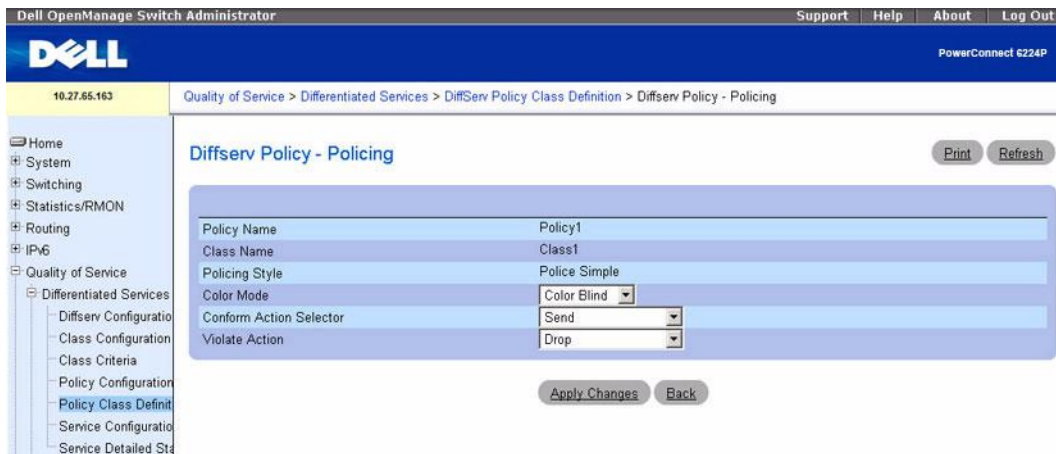 Dell OpenManage Switch Administrator
Support Help About Log Out
DELL
PowerConnect 6224P
10.27.65.163
Quality of Service > Differentiated Services > DiffServ Policy Class Definition > Diffserv Policy - Policing
Home
System
Switching
Statistics/RMON
Routing
IPv6
Quality of Service
Differentiated Services
Diffserv Configuratio
Class Configuration
Class Criteria
Policy Configuration
Policy Class Definit
Service Configuratio
Service Detailed Sta
Diffserv Policy - Policing
Print Refresh
Policy Name Policy1
Class Name Class1
Policing Style Police Simple
Color Mode Color Blind
Conform Action Selector Send
Violate Action Drop
Apply Changes Back